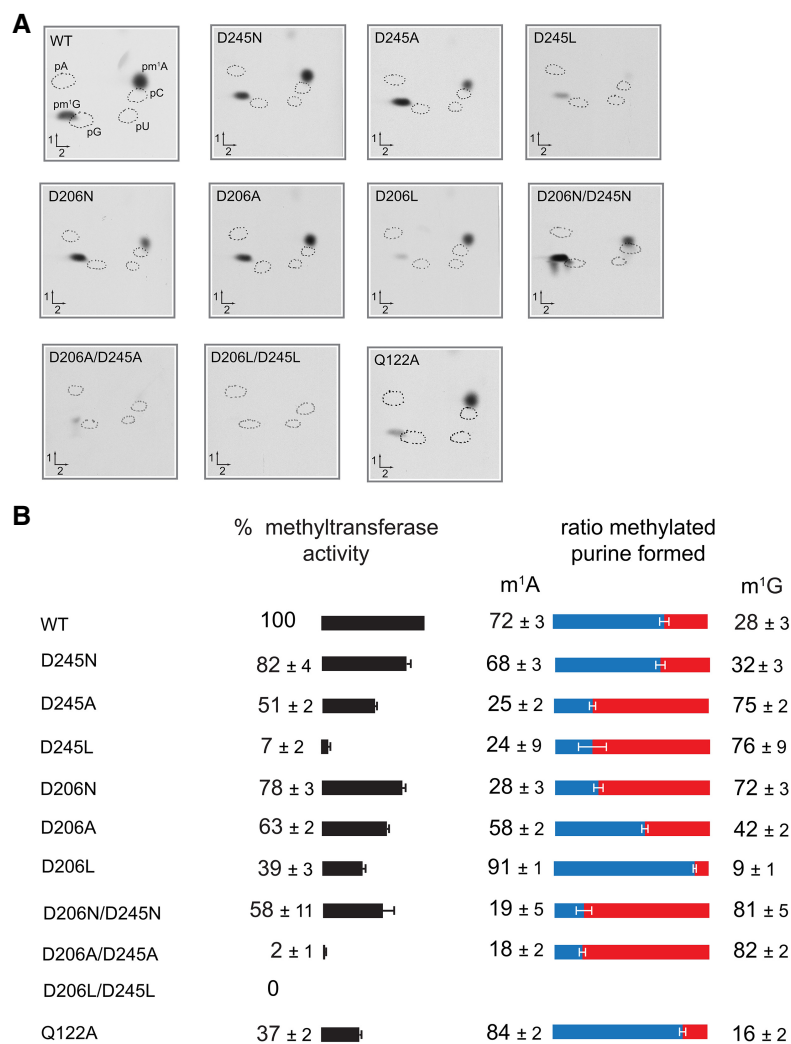 A
WT
pA
pm¹A
pC
pm¹G
pG
pU
1
2
D245N
1
2
D245A
1
2
D245L
1
2
D206N
1
2
D206A
1
2
D206L
1
2
D206N/D245N
1
2
D206A/D245A
1
2
D206L/D245L
1
2
Q122A
1
2
B
% methyltransferase activity
ratio methylated purine formed
m¹A
m¹G
WT 100 72 ± 3 28 ± 3
D245N 82 ± 4 68 ± 3 32 ± 3
D245A 51 ± 2 25 ± 2 75 ± 2
D245L 7 ± 2 24 ± 9 76 ± 9
D206N 78 ± 3 28 ± 3 72 ± 3
D206A 63 ± 2 58 ± 2 42 ± 2
D206L 39 ± 3 91 ± 1 9 ± 1
D206N/D245N 58 ± 11 19 ± 5 81 ± 5
D206A/D245A 2 ± 1 18 ± 2 82 ± 2
D206L/D245L 0
Q122A 37 ± 2 84 ± 2 16 ± 2